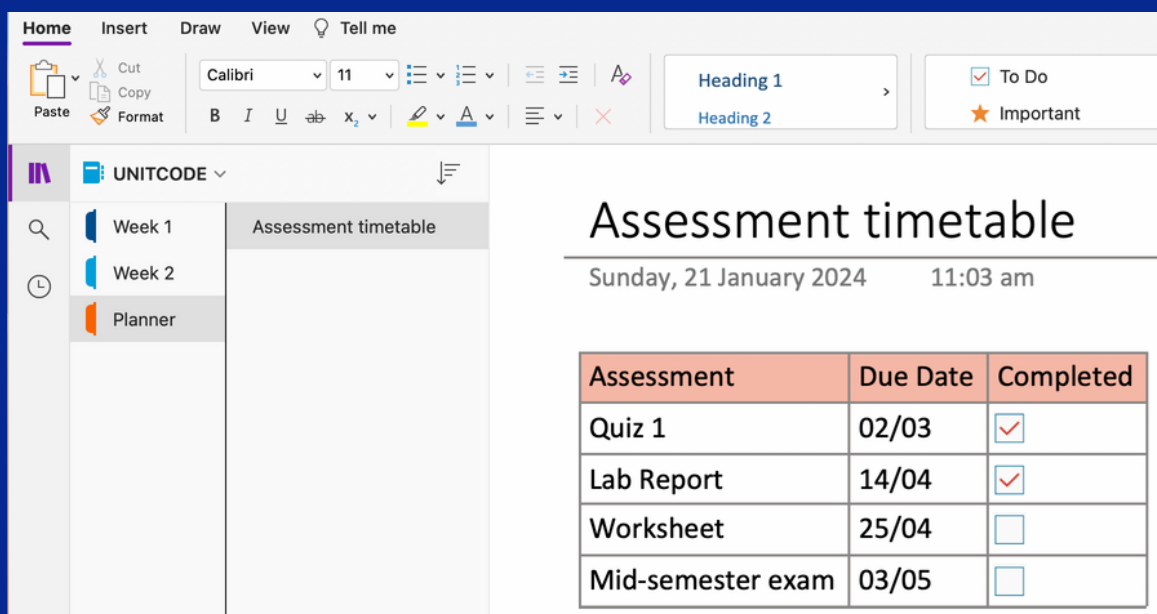 Home Insert Draw View Tell me
Cut
Copy
Paste Format
Calibri 11
B I U ab x₂ A
Heading 1
Heading 2
To Do
Important
UNITCODE
Week 1
Week 2
Planner
Assessment timetable
Assessment timetable
Sunday, 21 January 2024 11:03 am
Assessment Due Date Completed
Quiz 1 02/03
Lab Report 14/04
Worksheet 25/04
Mid-semester exam 03/05